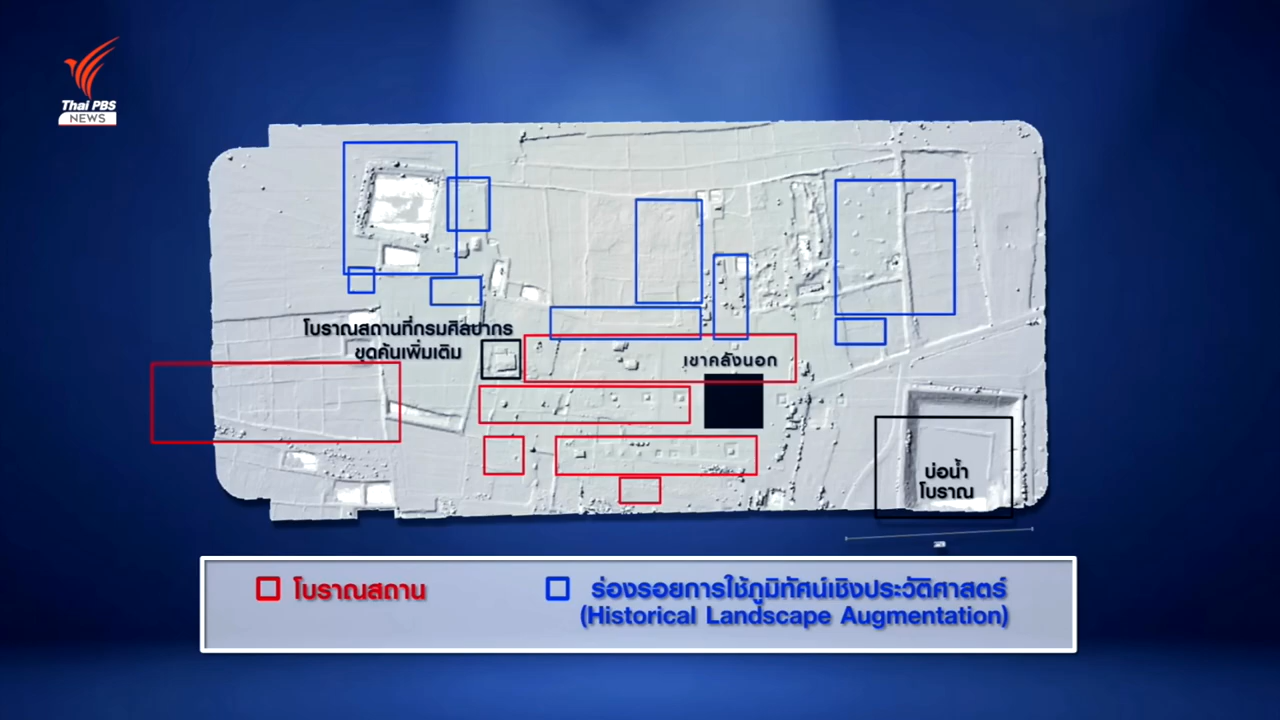 Thai PBS
NEWS
โบราณสถานที่กรมศิลปากร
ขุดค้นเพิ่มเติม
เขาคลังนอก
บ่อน้ำ
โบราณ
โบราณสถาน
ร่องรอยการใช้ภูมิทัศน์เชิงประวัติศาสตร์
(Historical Landscape Augmentation)